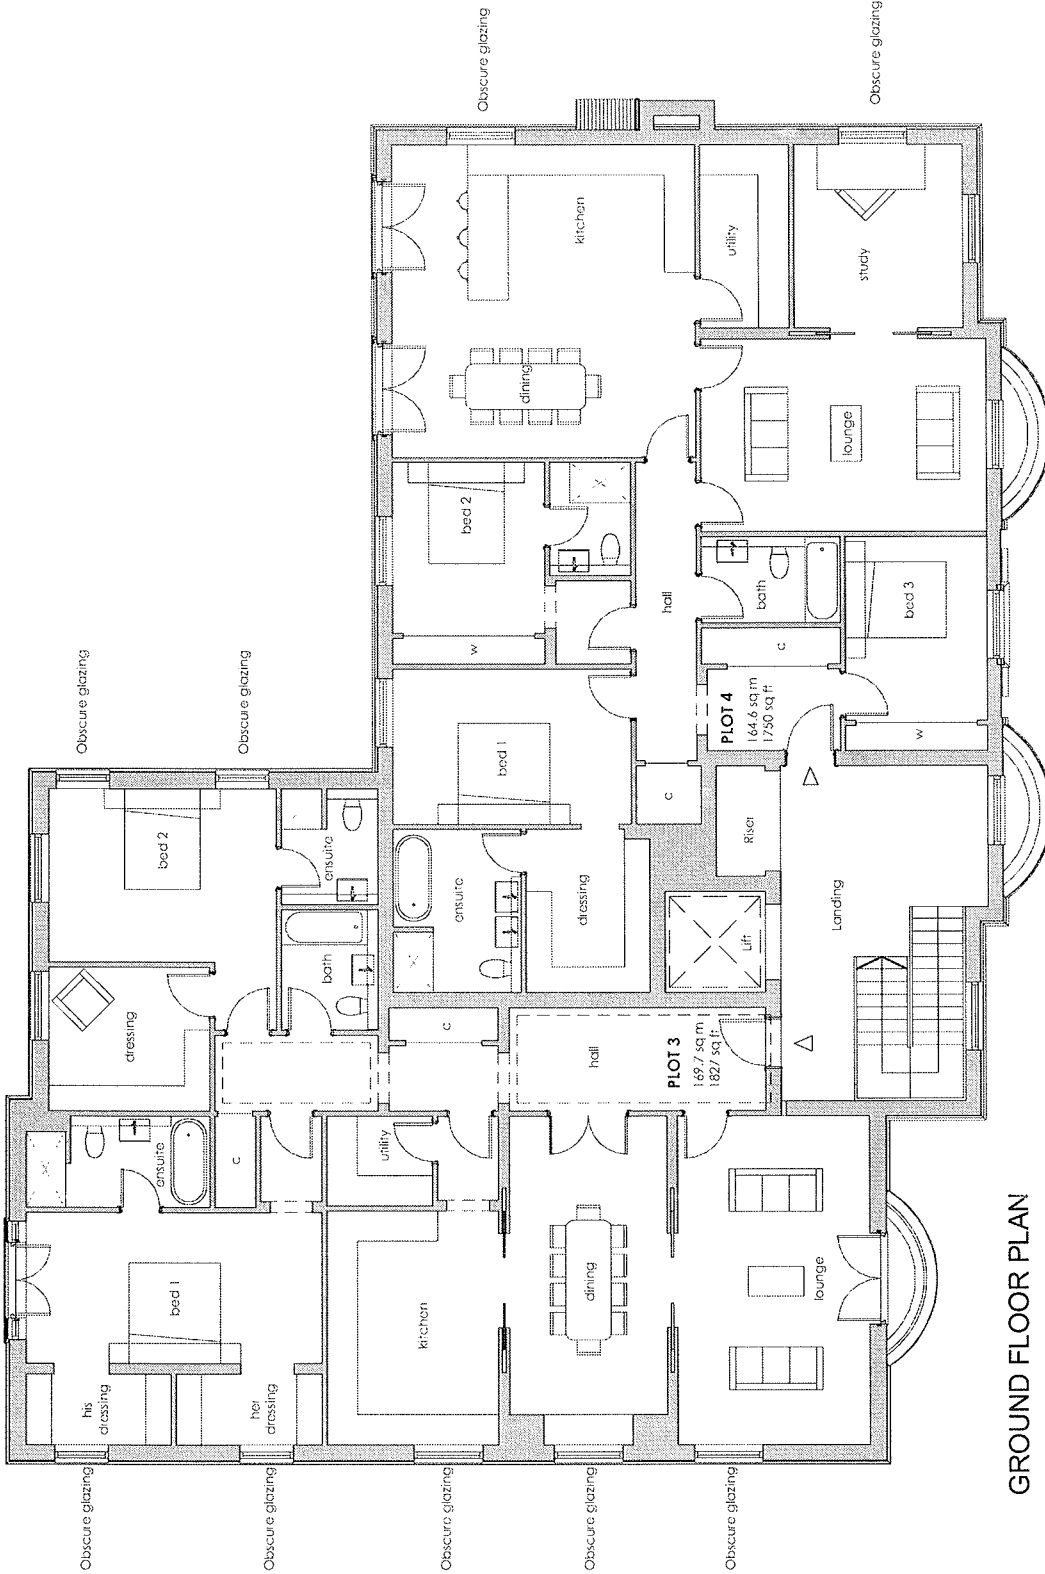 Obscure glazing
his
dressing
Obscure glazing
dressing
ensuite
bed 2
bed 1
c
Obscure glazing
her
dressing
Obscure glazing
bath
ensuite
utility
kitchen
c
Obscure glazing
ensuite
bed 2
w
Obscure glazing
bed 1
dining
kitchen
dressing
Obscure glazing
dining
hall
hall
c
PLOT 3
169.7 sq m
1827 sq ft
PLOT 4
164.6 sq m
1750 sq ft
Obscure glazing
utility
Lift
Riser
bath
c
lounge
Landing
lounge
study
Obscure glazing
bed 3
w
GROUND FLOOR PLAN